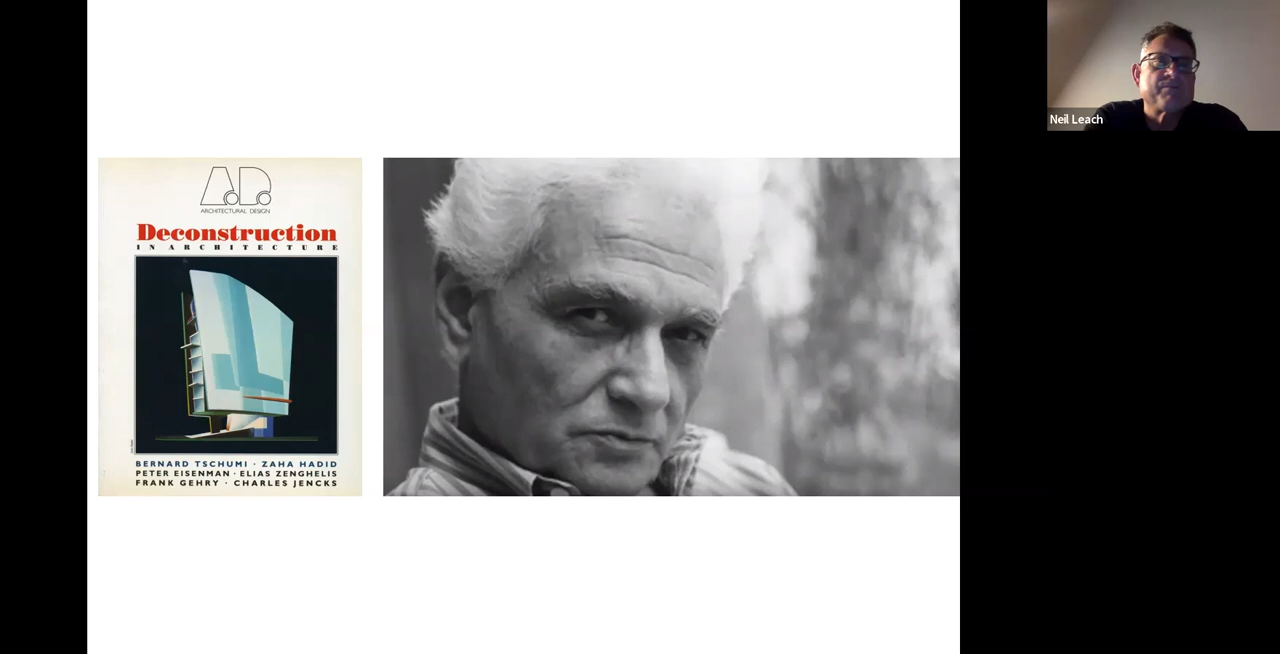 A.D.
ARCHITECTURAL DESIGN
Deconstruction
IN ARCHITECTURE
BERNARD TSCHUMI · ZAHA HADID
PETER EISENMAN · ELIAS ZENGHELIS
FRANK GEHRY · CHARLES JENCKS
Neil Leach